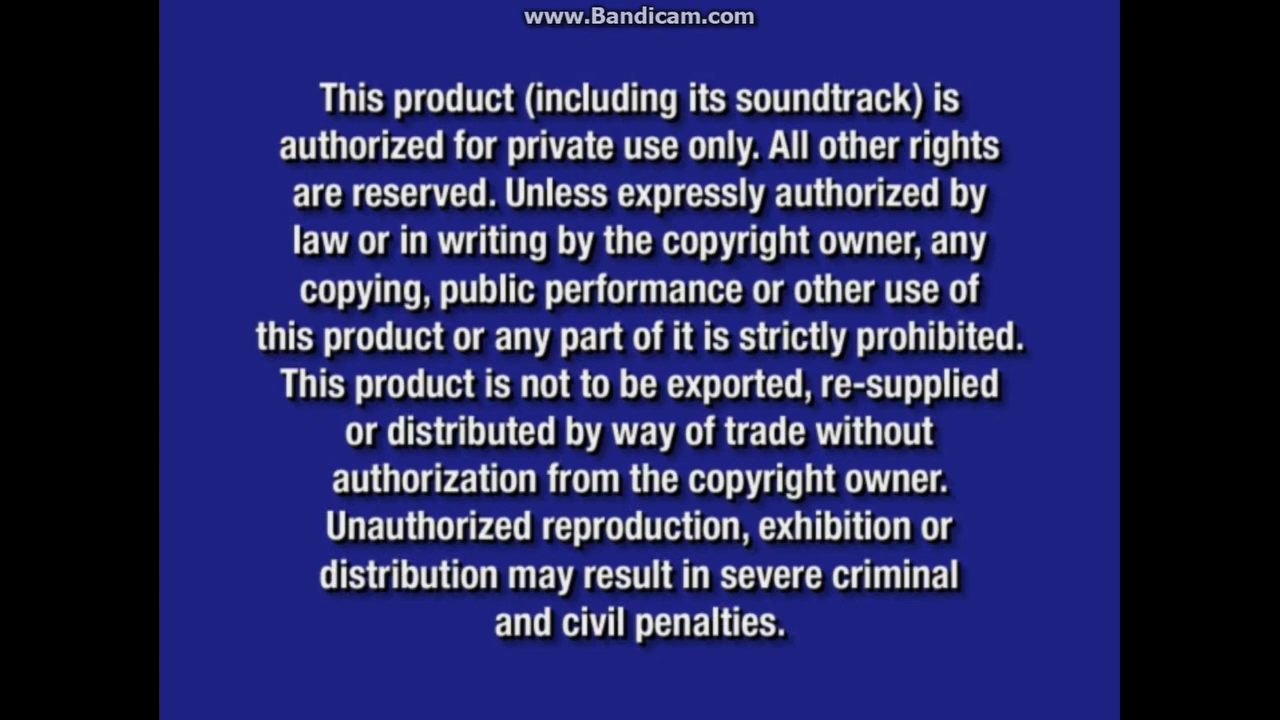 www.Bandicam.com
This product (including its soundtrack) is
authorized for private use only. All other rights
are reserved. Unless expressly authorized by
law or in writing by the copyright owner, any
copying, public performance or other use of
this product or any part of it is strictly prohibited.
This product is not to be exported, re-supplied
or distributed by way of trade without
authorization from the copyright owner.
Unauthorized reproduction, exhibition or
distribution may result in severe criminal
and civil penalties.